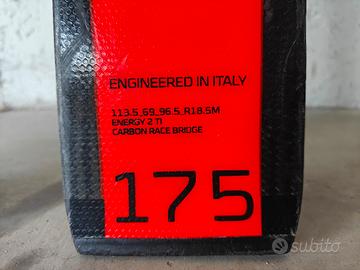 ENGINEERED IN ITALY
113.5_69_96.5_R18.5M
ENERGY 2 TI
CARBON RACE BRIDGE
175
subito